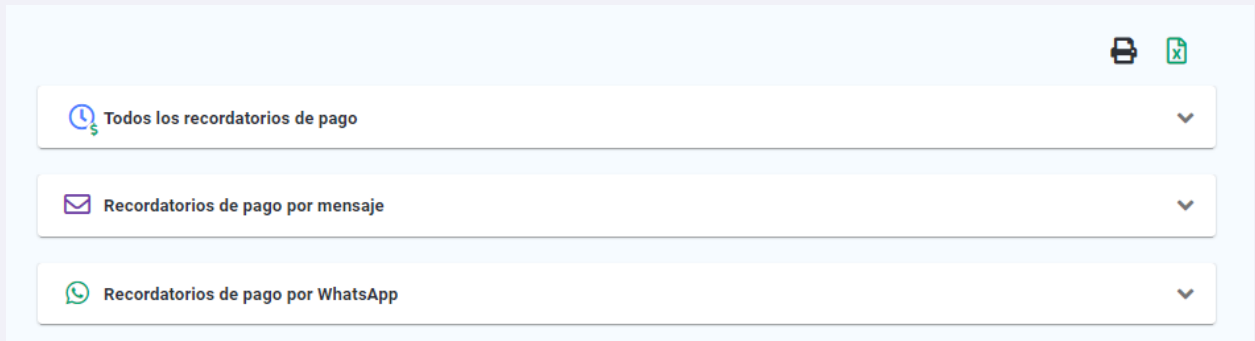 Todos los recordatorios de pago
Recordatorios de pago por mensaje
Recordatorios de pago por WhatsApp